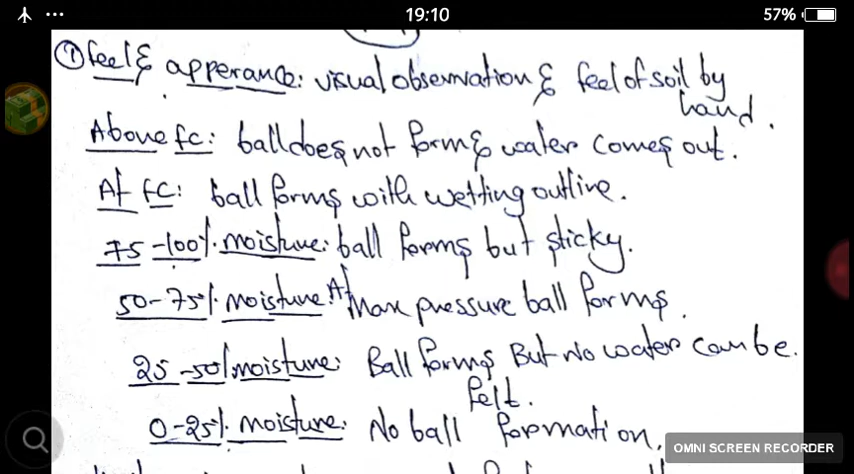 19:10
57%
① feel & apperance: visual observation & feel of soil by
hand.
Above fc: ball does not form & water comes out.
At fc: ball forms with wetting outline.
75-100% moisture: ball forms but sticky.
50-75% moisture: At Max pressure ball forms.
25-50% moisture: Ball forms But No water can be.
felt.
0-25% moisture: No ball formation.
OMNI SCREEN RECORDER